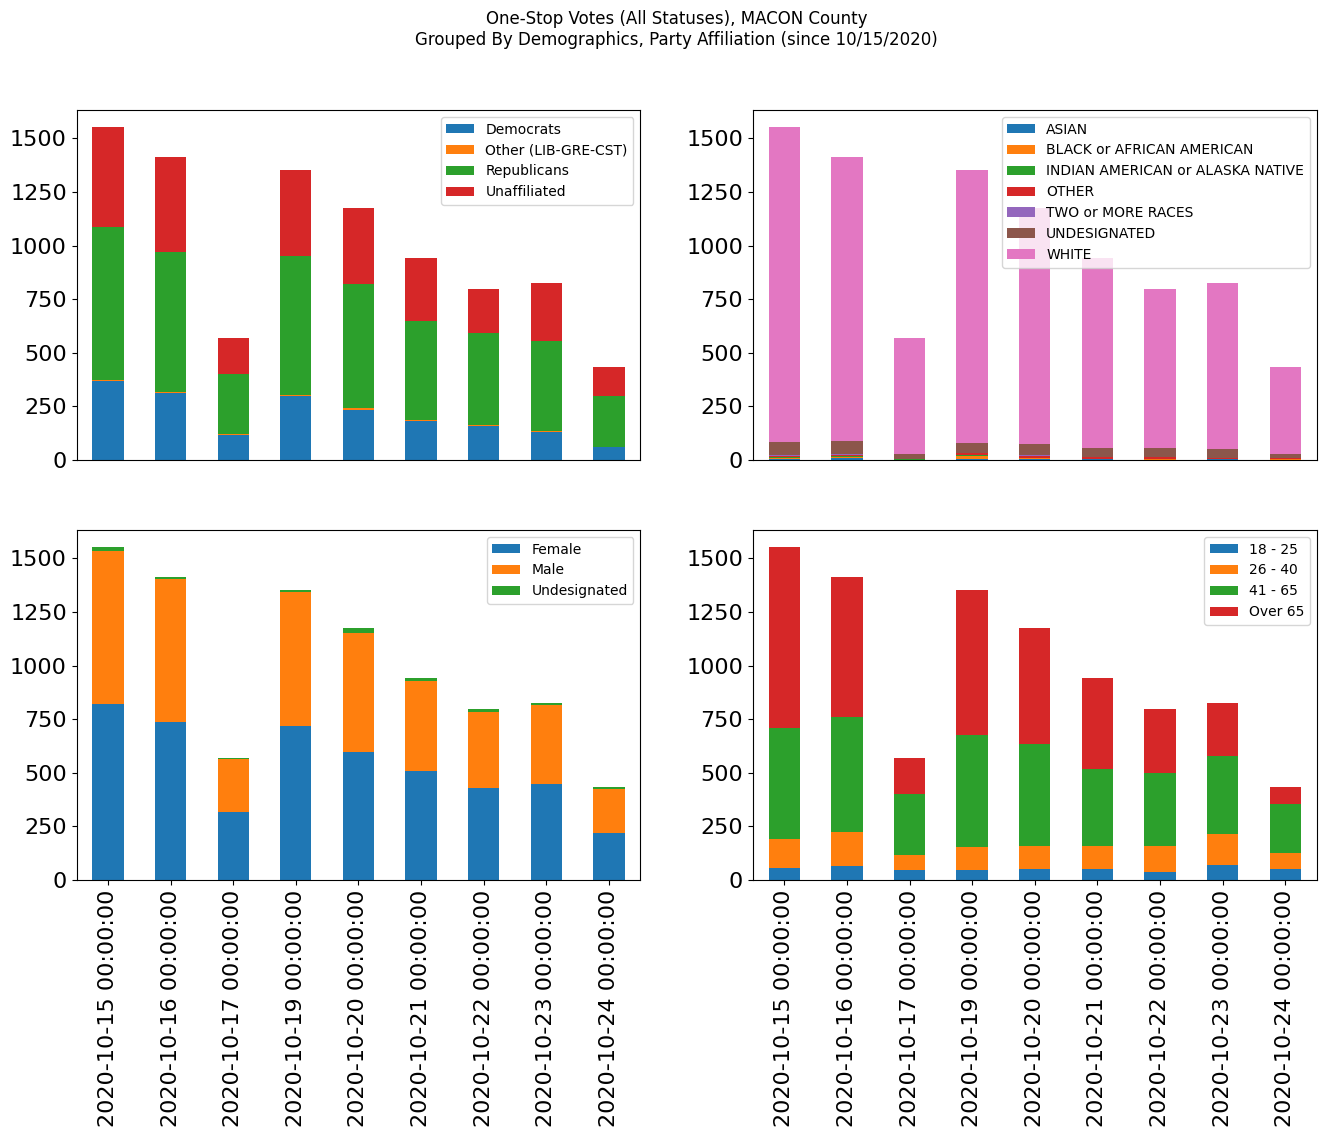 One-Stop Votes (All Statuses), MACON County
Grouped By Demographics, Party Affiliation (since 10/15/2020)
1500
1250
1000
750
500
250
0
Democrats
Other (LIB-GRE-CST)
Republicans
Unaffiliated
1500
1250
1000
750
500
250
0
ASIAN
BLACK or AFRICAN AMERICAN
INDIAN AMERICAN or ALASKA NATIVE
OTHER
TWO or MORE RACES
UNDESIGNATED
WHITE
1500
1250
1000
750
500
250
0
Female
Male
Undesignated
2020-10-15 00:00:00
2020-10-16 00:00:00
2020-10-17 00:00:00
2020-10-19 00:00:00
2020-10-20 00:00:00
2020-10-21 00:00:00
2020-10-22 00:00:00
2020-10-23 00:00:00
2020-10-24 00:00:00
1500
1250
1000
750
500
250
0
18 - 25
26 - 40
41 - 65
Over 65
2020-10-15 00:00:00
2020-10-16 00:00:00
2020-10-17 00:00:00
2020-10-19 00:00:00
2020-10-20 00:00:00
2020-10-21 00:00:00
2020-10-22 00:00:00
2020-10-23 00:00:00
2020-10-24 00:00:00